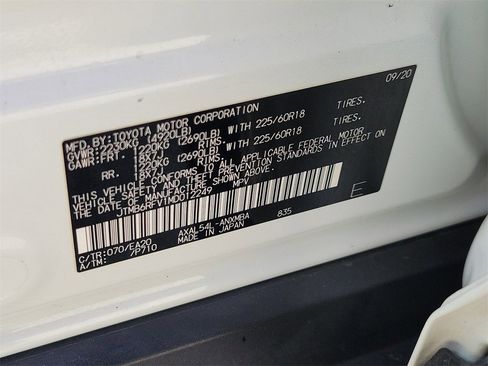 MFD. BY: TOYOTA MOTOR CORPORATION 09/20
GVWR: 2230KG (4920LB)
GAWR: FRT. 1220KG (2690LB) WITH 225/60R18 TIRES.
18X7J RIMS.
RR. 1220KG (2690LB) WITH 225/60R18 TIRES.
18X7J RIMS.
THIS VEHICLE CONFORMS TO ALL APPLICABLE FEDERAL MOTOR
VEHICLE SAFETY AND THEFT PREVENTION STANDARDS IN EFFECT
ON THE DATE OF MANUFACTURE SHOWN ABOVE.
MPV
C/TR: 070/EA20 AXAL54L-ANXMBA 835 E
A/TM: /P710 MADE IN JAPAN